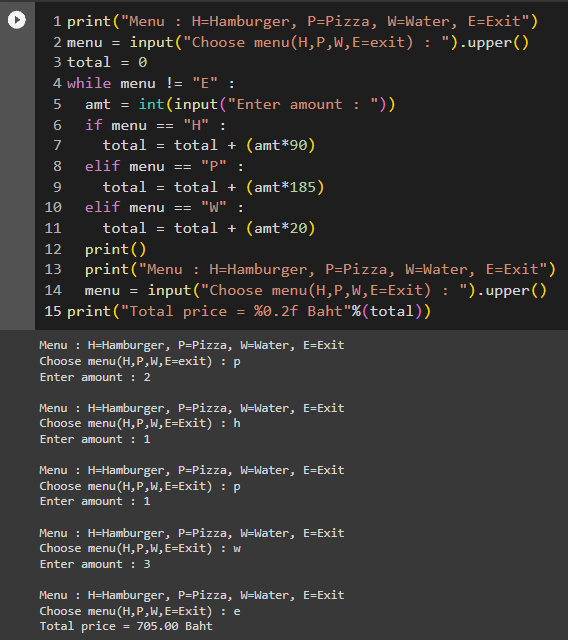 1 print("Menu : H=Hamburger, P=Pizza, W=Water, E=Exit")
2 menu = input("Choose menu(H,P,W,E=exit) : ").upper()
3 total = 0
4 while menu != "E" :
5   amt = int(input("Enter amount : "))
6   if menu == "H" :
7     total = total + (amt*90)
8   elif menu == "P" :
9     total = total + (amt*185)
10   elif menu == "W" :
11     total = total + (amt*20)
12   print()
13   print("Menu : H=Hamburger, P=Pizza, W=Water, E=Exit")
14   menu = input("Choose menu(H,P,W,E=Exit) : ").upper()
15 print("Total price = %0.2f Baht"%(total))
Menu : H=Hamburger, P=Pizza, W=Water, E=Exit
Choose menu(H,P,W,E=exit) : p
Enter amount : 2

Menu : H=Hamburger, P=Pizza, W=Water, E=Exit
Choose menu(H,P,W,E=Exit) : h
Enter amount : 1

Menu : H=Hamburger, P=Pizza, W=Water, E=Exit
Choose menu(H,P,W,E=Exit) : p
Enter amount : 1

Menu : H=Hamburger, P=Pizza, W=Water, E=Exit
Choose menu(H,P,W,E=Exit) : w
Enter amount : 3

Menu : H=Hamburger, P=Pizza, W=Water, E=Exit
Choose menu(H,P,W,E=Exit) : e
Total price = 705.00 Baht